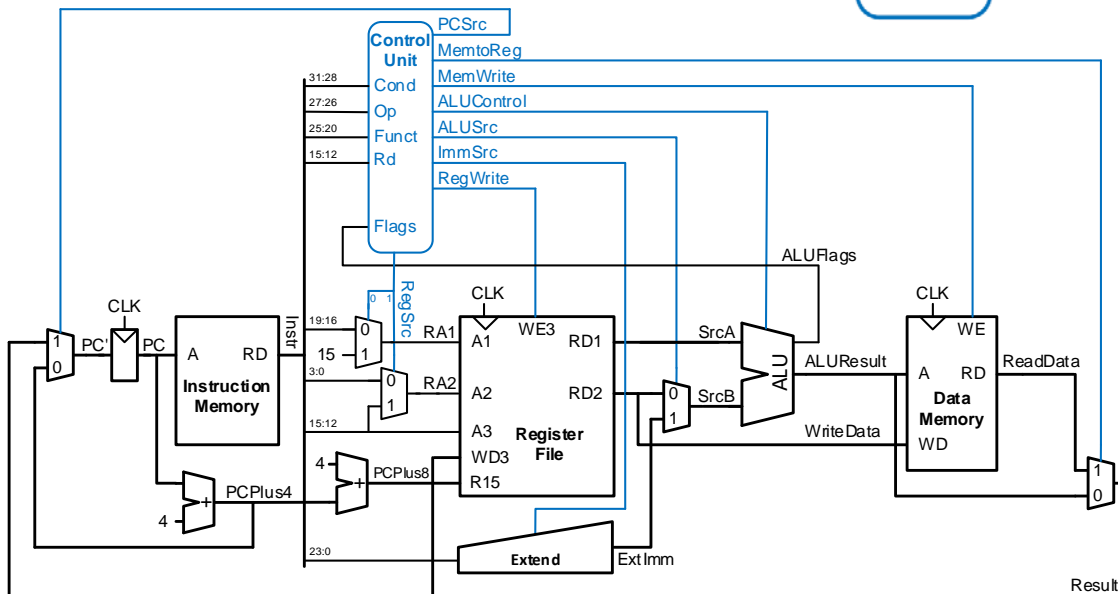 PCSrc
Control Unit
MemtoReg
MemWrite
31:28
Cond
ALUControl
27:26
Op
ALUSrc
25:20
Funct
ImmSrc
15:12
Rd
RegWrite
Flags
ALUFlags
0 1
RegSrc
CLK
CLK
CLK
Instr
19:16
0
RA1
A1
WE3
RD1
SrcA
WE
1
0
PC'
PC
A
RD
15
1
ALU
ALUResult
A
RD
ReadData
Instruction
Memory
3:0
0
1
RA2
A2
RD2
0
1
SrcB
Data
Memory
15:12
A3
Register
File
WriteData
WD
4
+
PCPlus8
WD3
R15
1
0
4
+
PCPlus4
23:0
Extend
ExtImm
Result